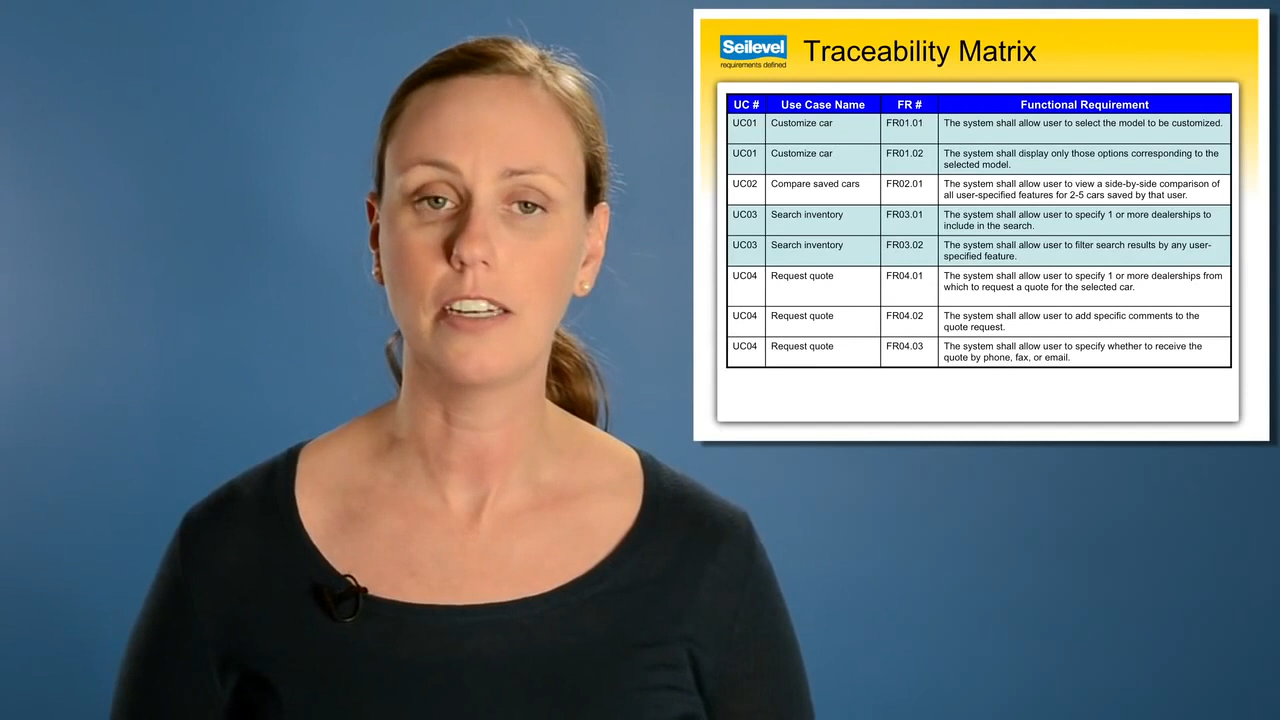 Seilevel
requirements defined
Traceability Matrix
UC # Use Case Name FR # Functional Requirement
UC01 Customize car FR01.01 The system shall allow user to select the model to be customized.
UC01 Customize car FR01.02 The system shall display only those options corresponding to the
selected model.
UC02 Compare saved cars FR02.01 The system shall allow user to view a side-by-side comparison of
all user-specified features for 2-5 cars saved by that user.
UC03 Search inventory FR03.01 The system shall allow user to specify 1 or more dealerships to
include in the search.
UC03 Search inventory FR03.02 The system shall allow user to filter search results by any user-
specified feature.
UC04 Request quote FR04.01 The system shall allow user to specify 1 or more dealerships from
which to request a quote for the selected car.
UC04 Request quote FR04.02 The system shall allow user to add specific comments to the
quote request.
UC04 Request quote FR04.03 The system shall allow user to specify whether to receive the
quote by phone, fax, or email.